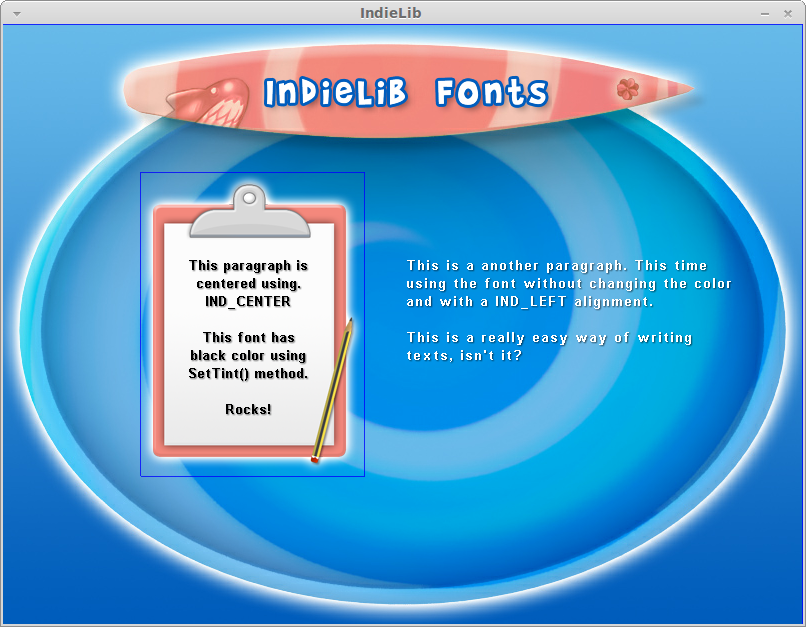 IndieLib
IndieLib Fonts
This paragraph is
centered using.
IND_CENTER
This font has
black color using
SetTint() method.
Rocks!
This is a another paragraph. This time
using the font without changing the color
and with a IND_LEFT alignment.
This is a really easy way of writing
texts, isn't it?